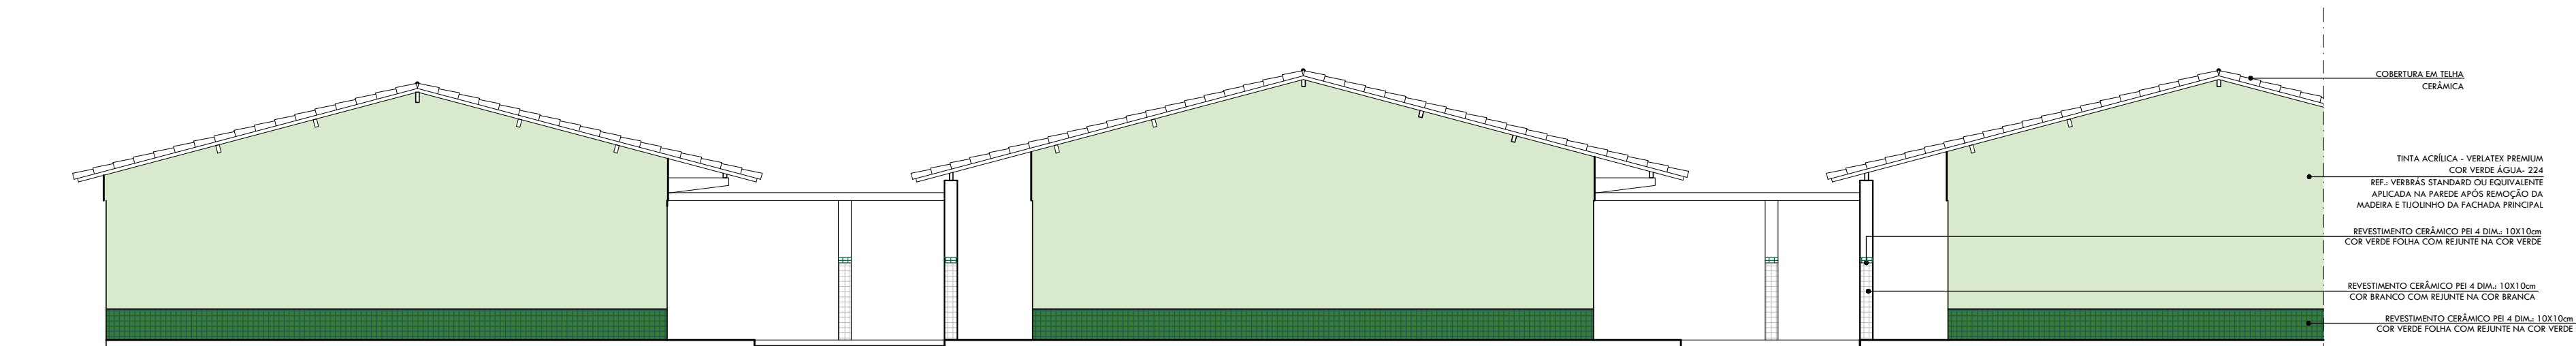 COBERTURA EM TELHA
CERÂMICA
TINTA ACRÍLICA - VERLATEX PREMIUM
COR VERDE ÁGUA- 224
REF.: VERBRÁS STANDARD OU EQUIVALENTE
APLICADA NA PAREDE APÓS REMOÇÃO DA
MADEIRA E TIJOLINHO DA FACHADA PRINCIPAL
REVESTIMENTO CERÂMICO PEI 4 DIM.: 10X10cm
COR VERDE FOLHA COM REJUNTE NA COR VERDE
REVESTIMENTO CERÂMICO PEI 4 DIM.: 10X10cm
COR BRANCO COM REJUNTE NA COR BRANCA
REVESTIMENTO CERÂMICO PEI 4 DIM.: 10X10cm
COR VERDE FOLHA COM REJUNTE NA COR VERDE